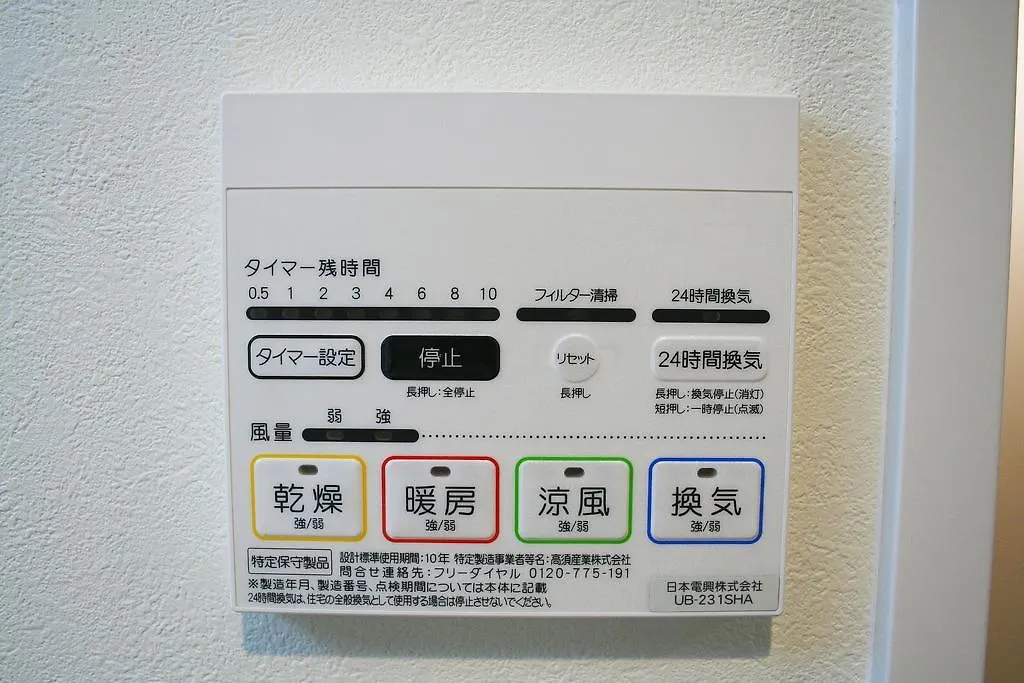 タイマー残時間
0.5 1 2 3 4 6 8 10
フィルター清掃
24時間換気
タイマー設定
停止
長押し:全停止
リセット
長押し
24時間換気
長押し:換気停止(消灯)
短押し:一時停止(点滅)
弱 強
風量
乾燥
強/弱
暖房
強/弱
涼風
強/弱
換気
強/弱
特定保守製品
設計標準使用期間:10年 特定製造事業者等名:高須産業株式会社
問合せ連絡先:フリーダイヤル 0120-775-191
※製造年月、製造番号、点検期間については本体に記載
24時間換気は、住宅の全般換気として使用する場合は停止させないでください。
日本電興株式会社
UB-231SHA